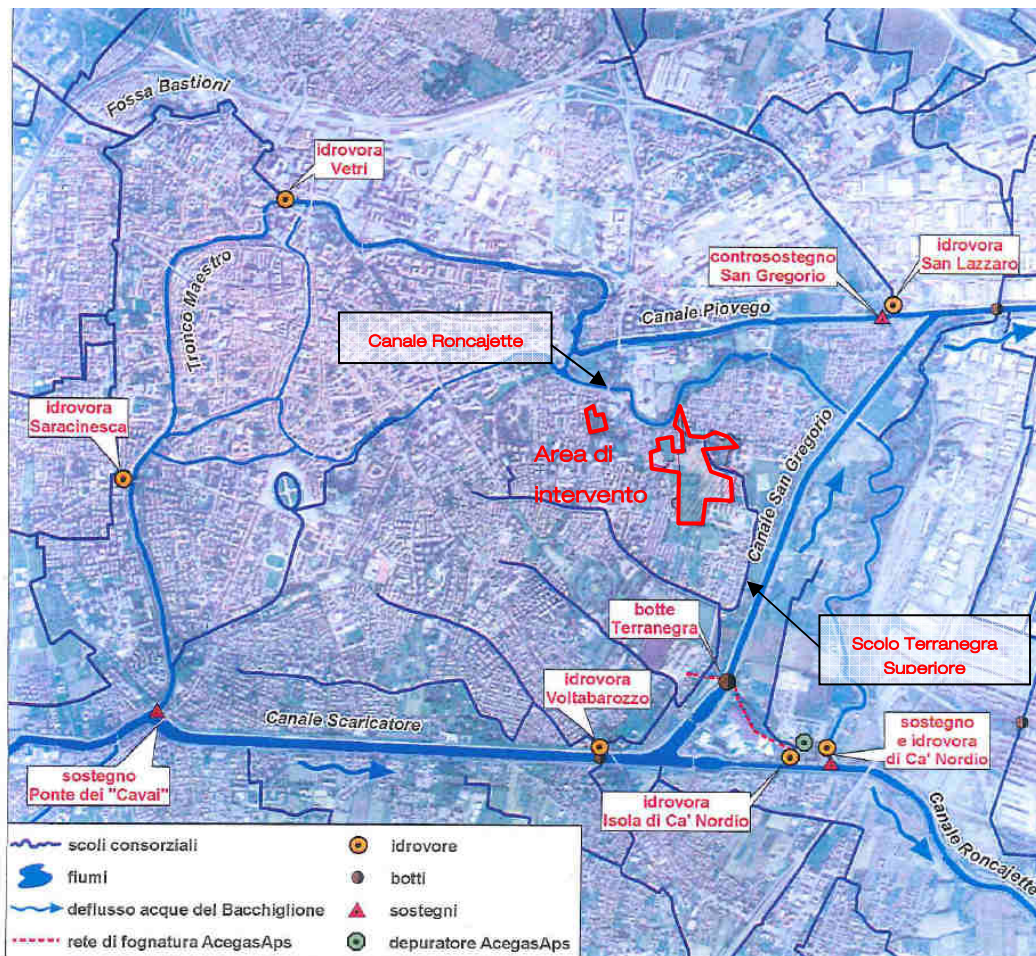 Fossa Bastioni
idrovora
Vetri
Tronco Maestro
controsostegno
San Gregorio
idrovora
San Lazzaro
Canale Piovego
Canale Roncajette
idrovora
Saracinesca
Area di
intervento
Canale San Gregorio
botte
Terranegra
Scolo Terranegra
Superiore
idrovora
Voltabarozzo
Canale Scaricatore
sostegno
e idrovora
di Ca' Nordio
sostegno
Ponte dei "Cavai"
idrovora
Isola di Ca' Nordio
Canale Roncajette
scoli consorziali
idrovore
fiumi
botti
deflusso acque del Bacchiglione
sostegni
rete di fognatura AcegasAps
depuratore AcegasAps